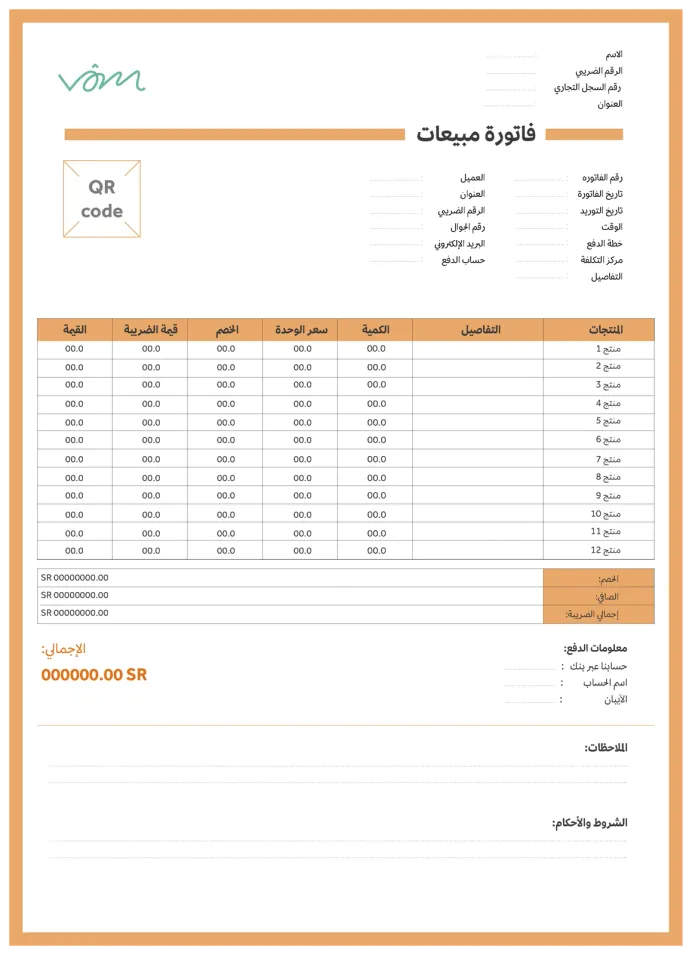 vôm
الاسم :
الرقم الضريبي :
رقم السجل التجاري :
العنوان :
فاتورة مبيعات
QR
code
رقم الفاتوره : العميل :
تاريخ الفاتورة : العنوان :
تاريخ التوريد : الرقم الضريبي :
الوقت : رقم الجوال :
خطة الدفع : البريد الإلكتروني :
مركز التكلفة : حساب الدفع :
التفاصيل :
المنتجات التفاصيل الكمية سعر الوحدة الخصم قيمة الضريبة القيمة
منتج 1 00.0 00.0 00.0 00.0 00.0
منتج 2 00.0 00.0 00.0 00.0 00.0
منتج 3 00.0 00.0 00.0 00.0 00.0
منتج 4 00.0 00.0 00.0 00.0 00.0
منتج 5 00.0 00.0 00.0 00.0 00.0
منتج 6 00.0 00.0 00.0 00.0 00.0
منتج 7 00.0 00.0 00.0 00.0 00.0
منتج 8 00.0 00.0 00.0 00.0 00.0
منتج 9 00.0 00.0 00.0 00.0 00.0
منتج 10 00.0 00.0 00.0 00.0 00.0
منتج 11 00.0 00.0 00.0 00.0 00.0
منتج 12 00.0 00.0 00.0 00.0 00.0
الخصم: SR 00000000.00
الصافي: SR 00000000.00
إجمالي الضريبة: SR 00000000.00
معلومات الدفع:
حسابنا عبر بنك :
اسم الحساب :
الآيبان :
الإجمالي:
000000.00 SR
الملاحظات:
الشروط والأحكام: